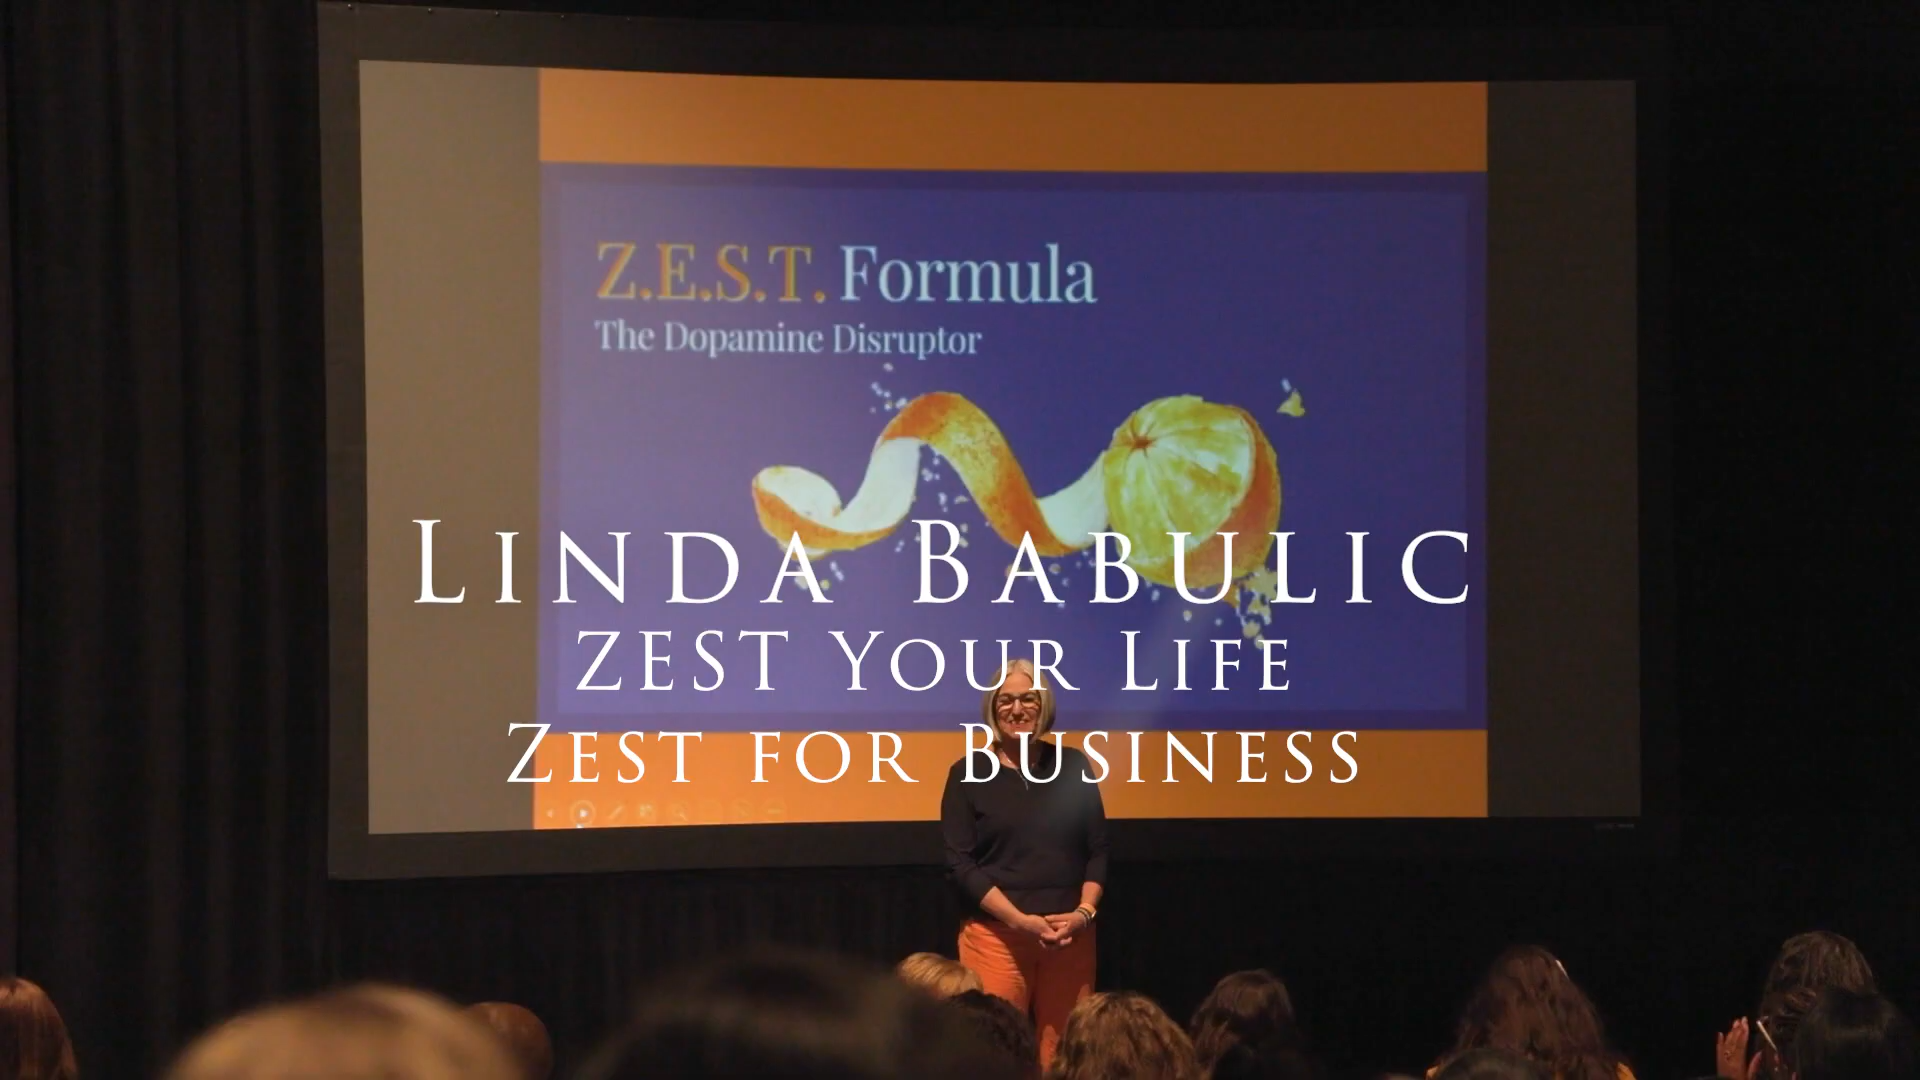 Z.E.S.T. Formula
The Dopamine Disruptor
LINDA BABULIC
ZEST YOUR LIFE
ZEST FOR BUSINESS